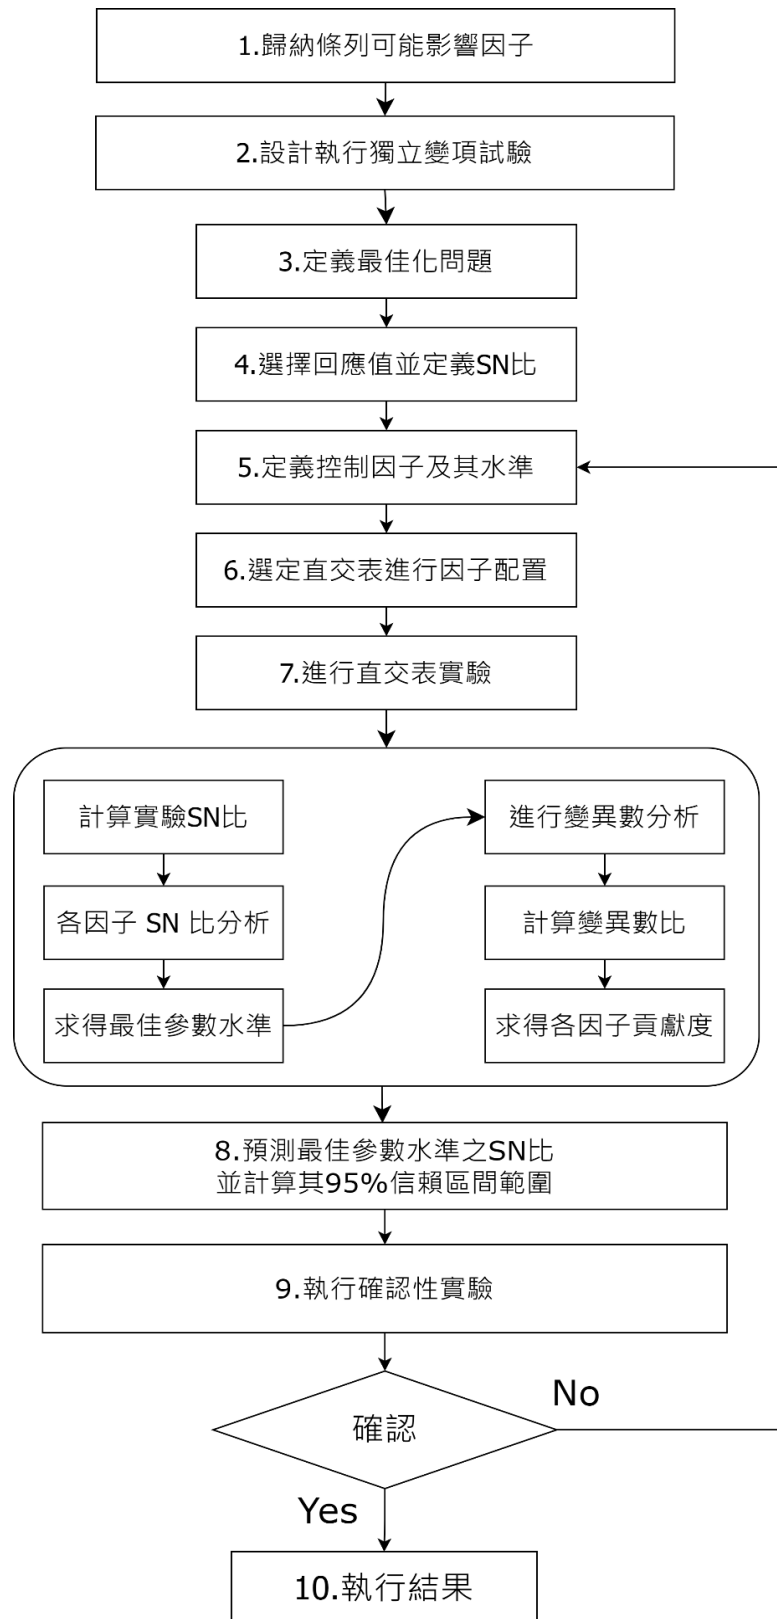 1.歸納條列可能影響因子
2.設計執行獨立變項試驗
3.定義最佳化問題
4.選擇回應值並定義SN比
5.定義控制因子及其水準
6.選定直交表進行因子配置
7.進行直交表實驗
計算實驗SN比
各因子 SN 比分析
求得最佳參數水準
進行變異數分析
計算變異數比
求得各因子貢獻度
8.預測最佳參數水準之SN比
並計算其95%信賴區間範圍
9.執行確認性實驗
確認
No
Yes
10.執行結果